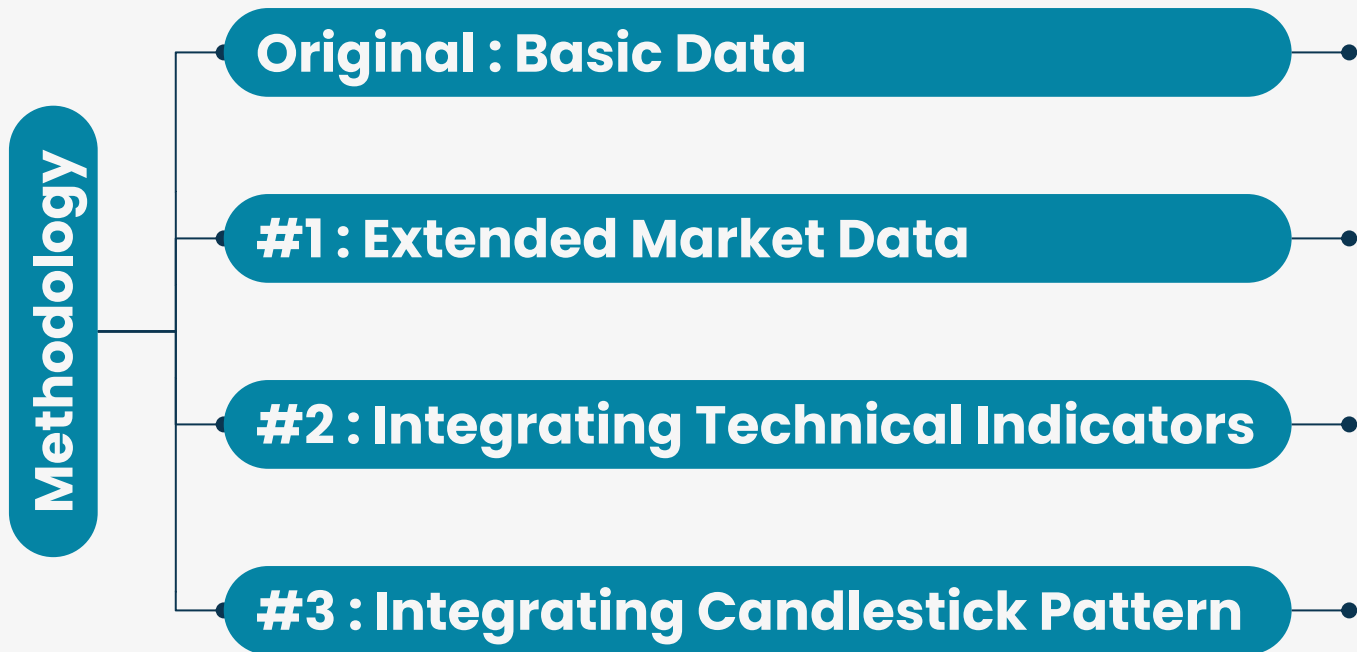 Methodology
Original : Basic Data
#1 : Extended Market Data
#2 : Integrating Technical Indicators
#3 : Integrating Candlestick Pattern